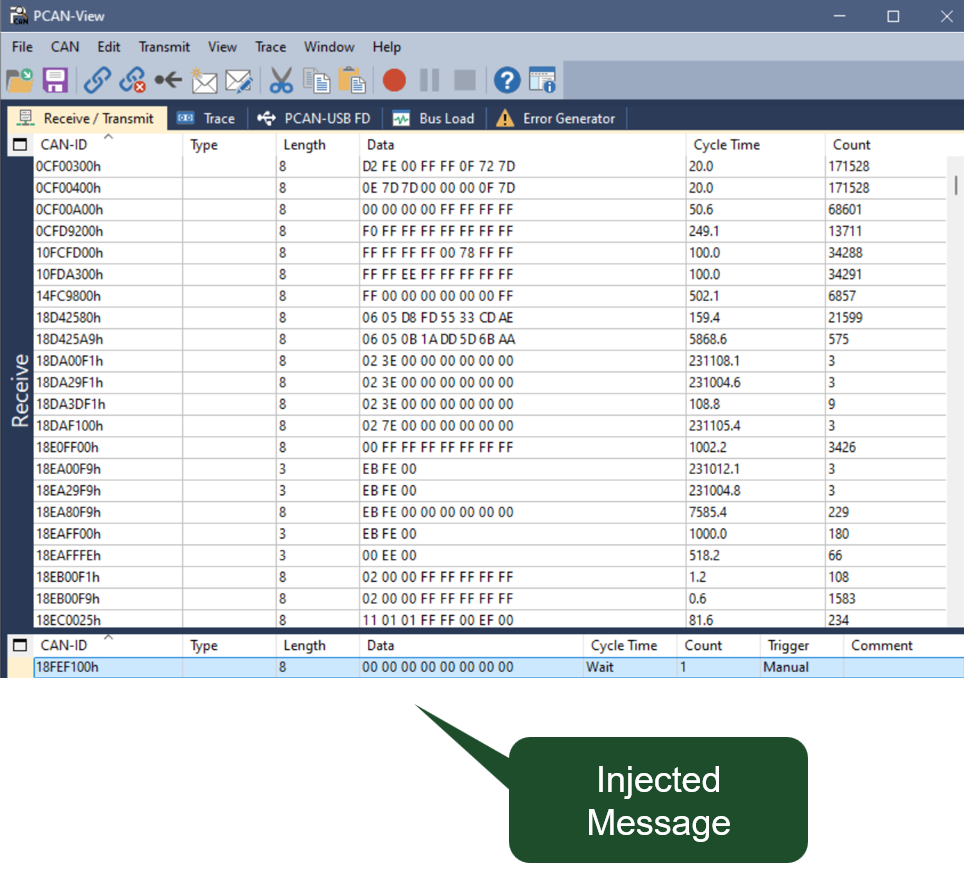 PCAN-View
File CAN Edit Transmit View Trace Window Help
Receive / Transmit Trace PCAN-USB FD Bus Load Error Generator
CAN-ID Type Length Data Cycle Time Count
0CF00300h 8 D2 FE 00 FF FF 0F 72 7D 20.0 171528
0CF00400h 8 0E 7D 7D 00 00 00 0F 7D 20.0 171528
0CF00A00h 8 00 00 00 00 FF FF FF FF 50.6 68601
0CFD9200h 8 F0 FF FF FF FF FF FF FF 249.1 13711
10FCFD00h 8 FF FF FF FF 00 78 FF FF 100.0 34288
10FDA300h 8 FF FF EE FF FF FF FF FF 100.0 34291
14FC9800h 8 FF 00 00 00 00 00 00 FF 502.1 6857
18D42580h 8 06 05 D8 FD 55 33 CD AE 159.4 21599
18D425A9h 8 06 05 0B 1A DD 5D 6B AA 5868.6 575
18DA00F1h 8 02 3E 00 00 00 00 00 00 231108.1 3
18DA29F1h 8 02 3E 00 00 00 00 00 00 231004.6 3
18DA3DF1h 8 02 3E 00 00 00 00 00 00 108.8 9
18DAF100h 8 02 7E 00 00 00 00 00 00 231105.4 3
18E0FF00h 8 00 FF FF FF FF FF FF FF 1002.2 3426
18EA00F9h 3 EB FE 00 231012.1 3
18EA29F9h 3 EB FE 00 231004.8 3
18EA80F9h 8 EB FE 00 00 00 00 00 00 7585.4 229
18EAFF00h 3 EB FE 00 1000.0 180
18EAFFFEh 3 00 EE 00 518.2 66
18EB00F1h 8 02 00 00 FF FF FF FF FF 1.2 108
18EB00F9h 8 02 00 00 FF FF FF FF FF 0.6 1583
18EC0025h 8 11 01 01 FF FF 00 EF 00 81.6 234
Receive
CAN-ID Type Length Data Cycle Time Count Trigger Comment
18FEF100h 8 00 00 00 00 00 00 00 00 Wait 1 Manual
Injected
Message